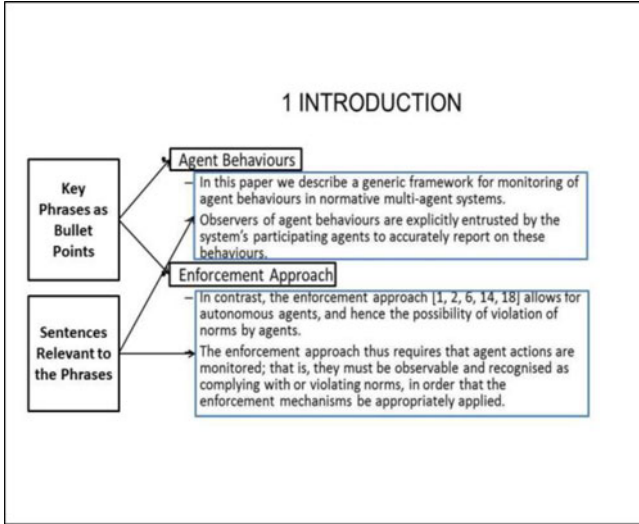 1 INTRODUCTION
Key
Phrases as
Bullet
Points
Sentences
Relevant to
the Phrases
Agent Behaviours
– In this paper we describe a generic framework for monitoring of
agent behaviours in normative multi-agent systems.
Observers of agent behaviours are explicitly entrusted by the
system's participating agents to accurately report on these
behaviours.
Enforcement Approach
– In contrast, the enforcement approach [1, 2, 6, 14, 18] allows for
autonomous agents, and hence the possibility of violation of
norms by agents.
The enforcement approach thus requires that agent actions are
monitored; that is, they must be observable and recognised as
complying with or violating norms, in order that the
enforcement mechanisms be appropriately applied.